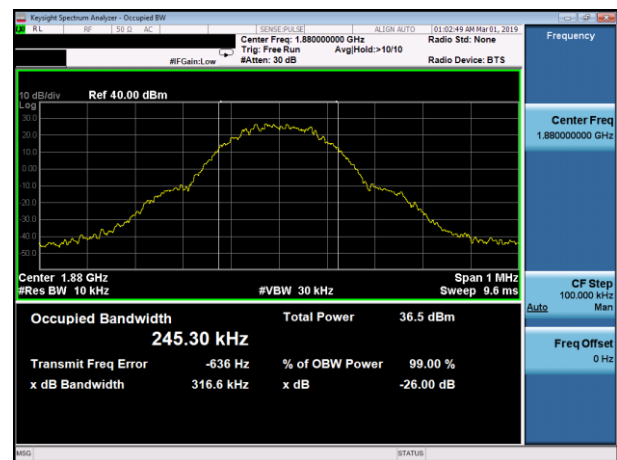 Keysight Spectrum Analyzer - Occupied BW
RL RF 50 Ω AC SENSE:PULSE ALIGN AUTO 01:02:49 AM Mar 01, 2019
Center Freq: 1.880000000 GHz Radio Std: None
Trig: Free Run Avg|Hold:>10/10
#IFGain:Low #Atten: 30 dB Radio Device: BTS
Frequency
10 dB/div Ref 40.00 dBm
Log
30.0
20.0
10.0
0.00
10.0
20.0
30.0
40.0
50.0
Center 1.88 GHz Span 1 MHz
#Res BW 10 kHz #VBW 30 kHz Sweep 9.6 ms
Occupied Bandwidth Total Power 36.5 dBm
245.30 kHz
Transmit Freq Error -636 Hz % of OBW Power 99.00 %
x dB Bandwidth 316.6 kHz x dB -26.00 dB
Center Freq
1.880000000 GHz
CF Step
100.000 kHz
Auto Man
Freq Offset
0 Hz
MSG STATUS